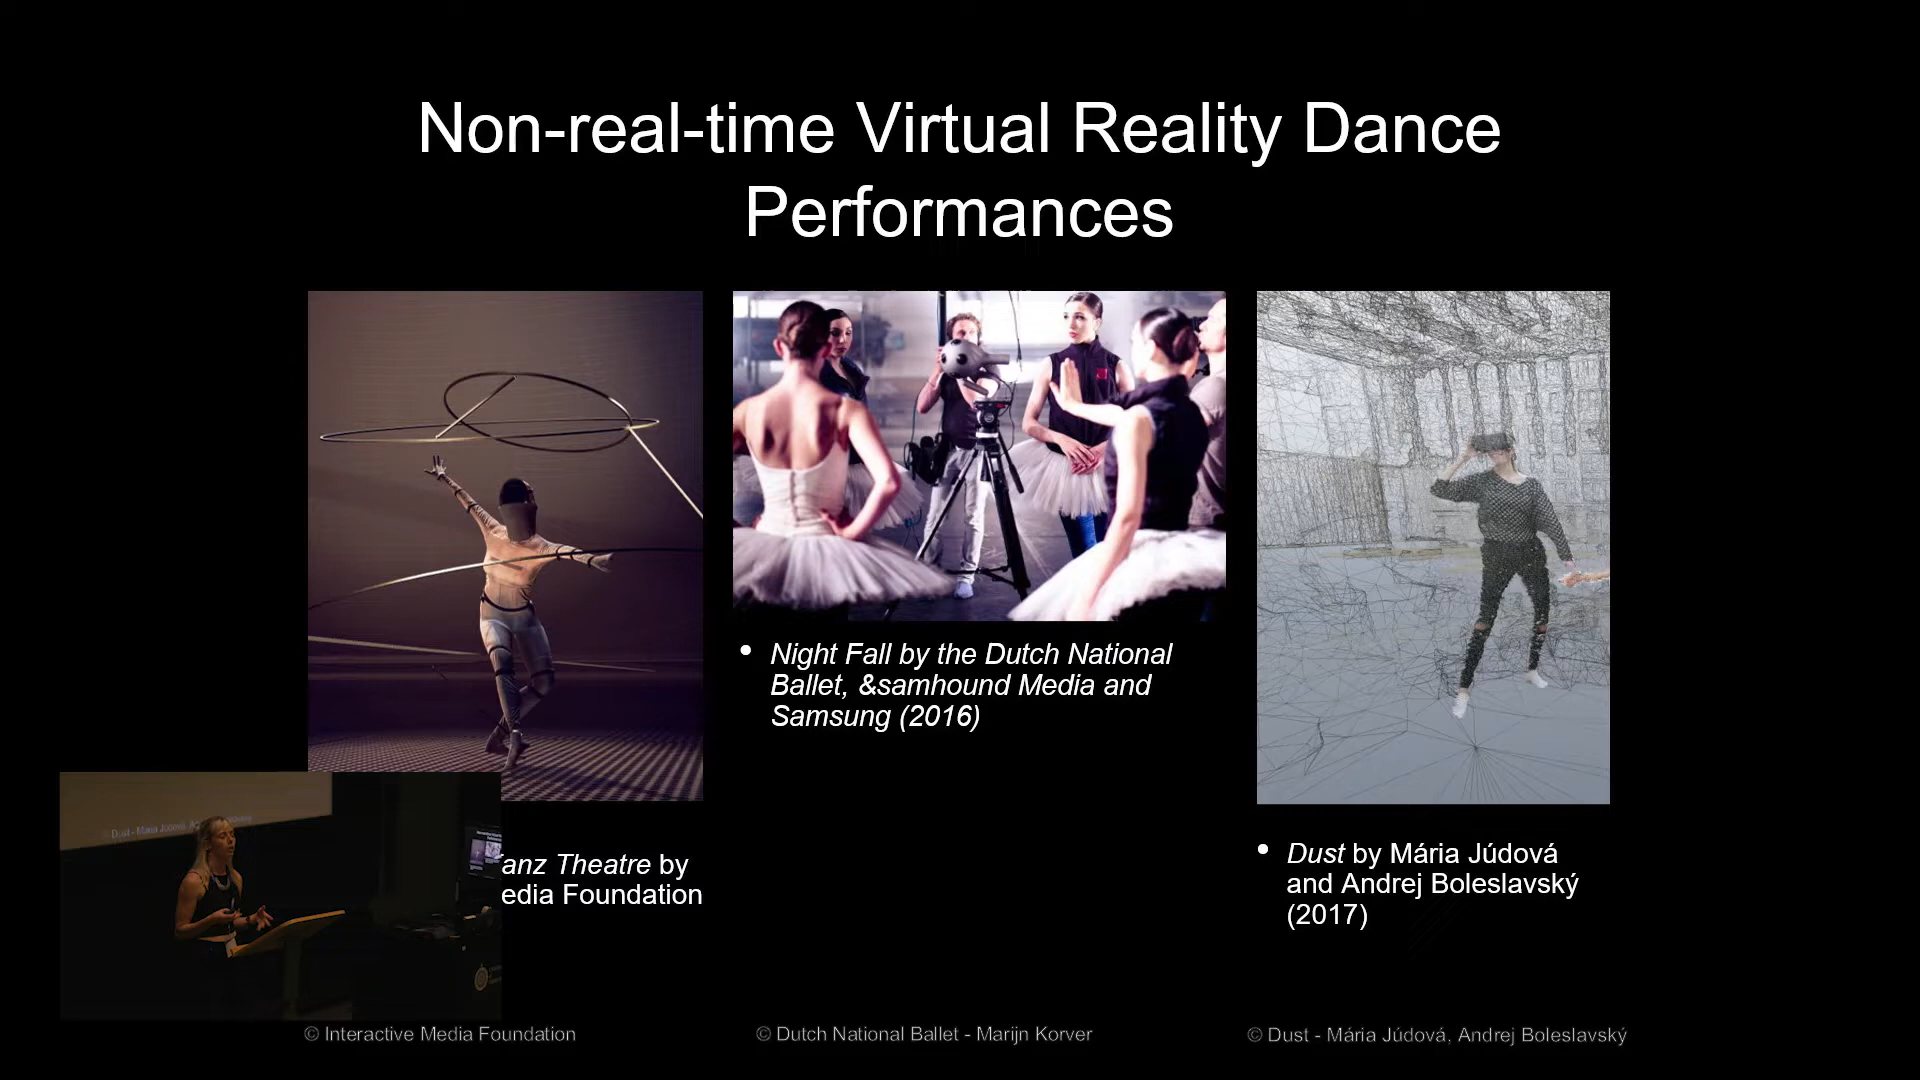 Non-real-time Virtual Reality Dance
Performances
• Night Fall by the Dutch National
Ballet, &samhound Media and
Samsung (2016)
anz Theatre by
edia Foundation
• Dust by Mária Júdová
and Andrej Boleslavský
(2017)
© Interactive Media Foundation
© Dutch National Ballet - Marijn Korver
© Dust - Mária Júdová, Andrej Boleslavský